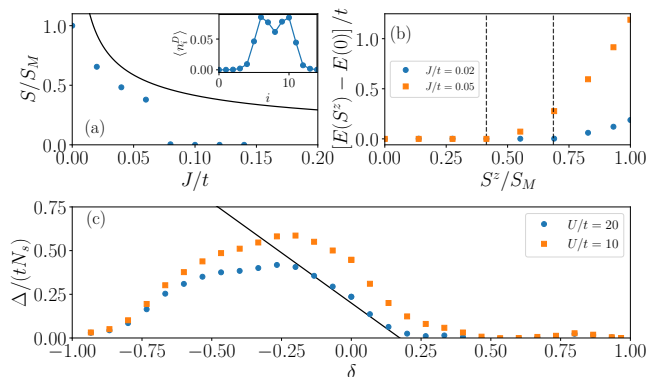 (a)
S/S_M
1.0
0.5
0.0
0.00
0.05
0.10
0.15
0.20
J/t
⟨n_i^D⟩
0.05
0.00
0
10
i
(b)
[E(S^z) − E(0)]/t
1.0
0.5
0.0
J/t = 0.02
J/t = 0.05
0.00
0.25
0.50
0.75
1.00
S^z/S_M
(c)
Δ/(tN_s)
0.75
0.50
0.25
0.00
U/t = 20
U/t = 10
−1.00
−0.75
−0.50
−0.25
0.00
0.25
0.50
0.75
1.00
δ